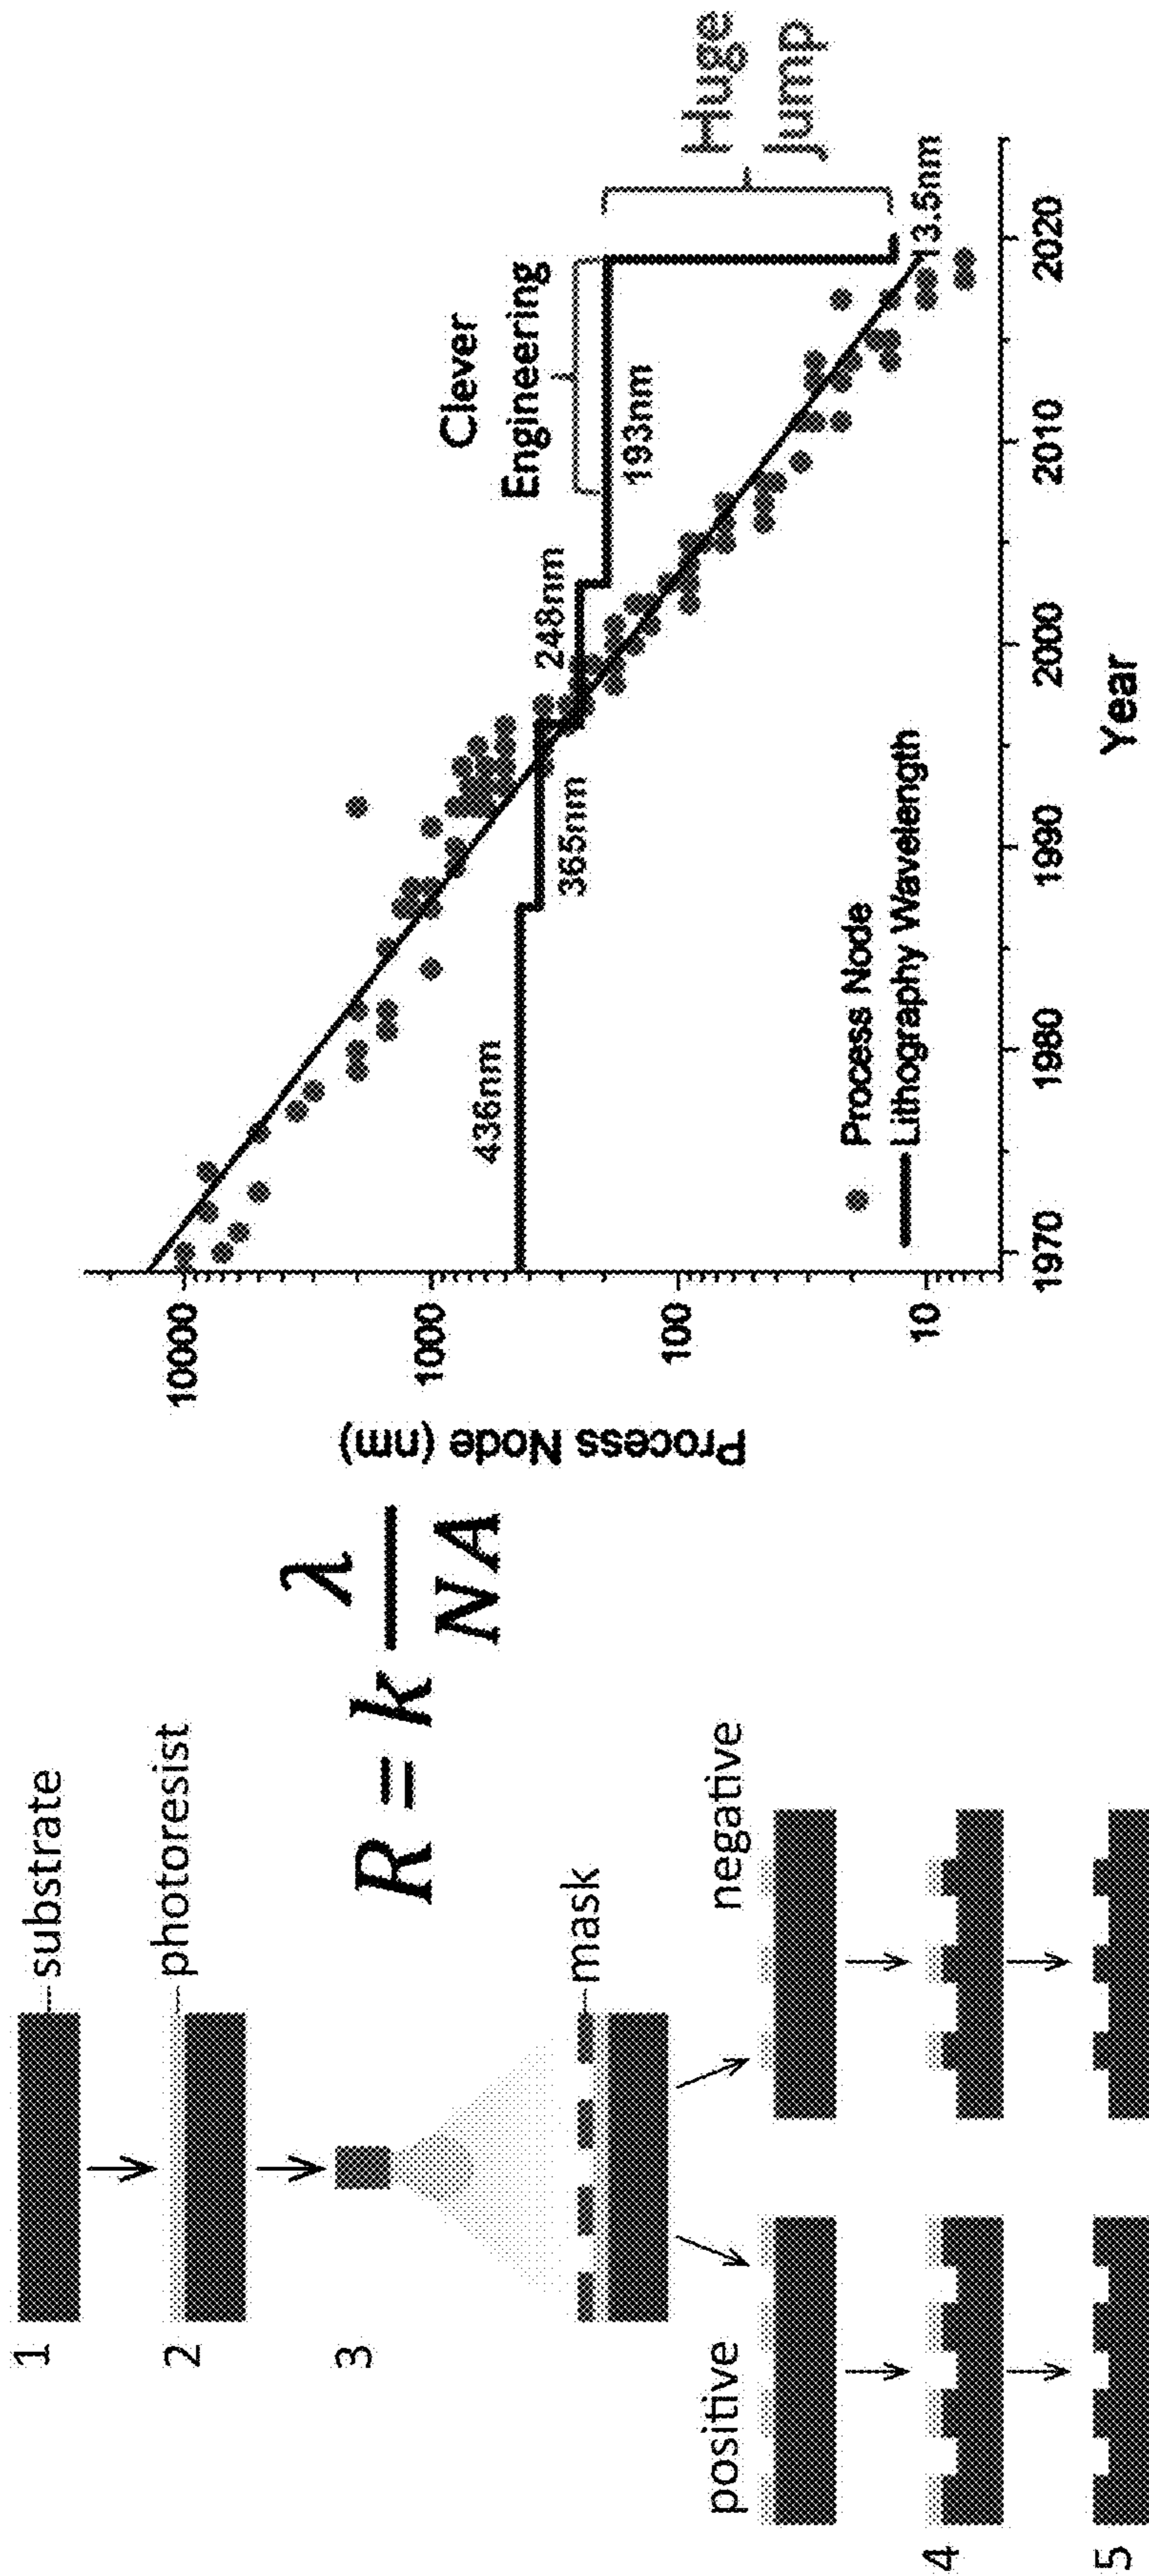 1
substrate
2
photoresist
3
mask
positive
negative
4
5
R = k λ / NA
Process Node (nm)
10000
1000
100
10
436nm
365nm
248nm
193nm
13.5nm
Clever
Engineering
Huge
Jump
Process Node
Lithography Wavelength
1970
1980
1990
2000
2010
2020
Year